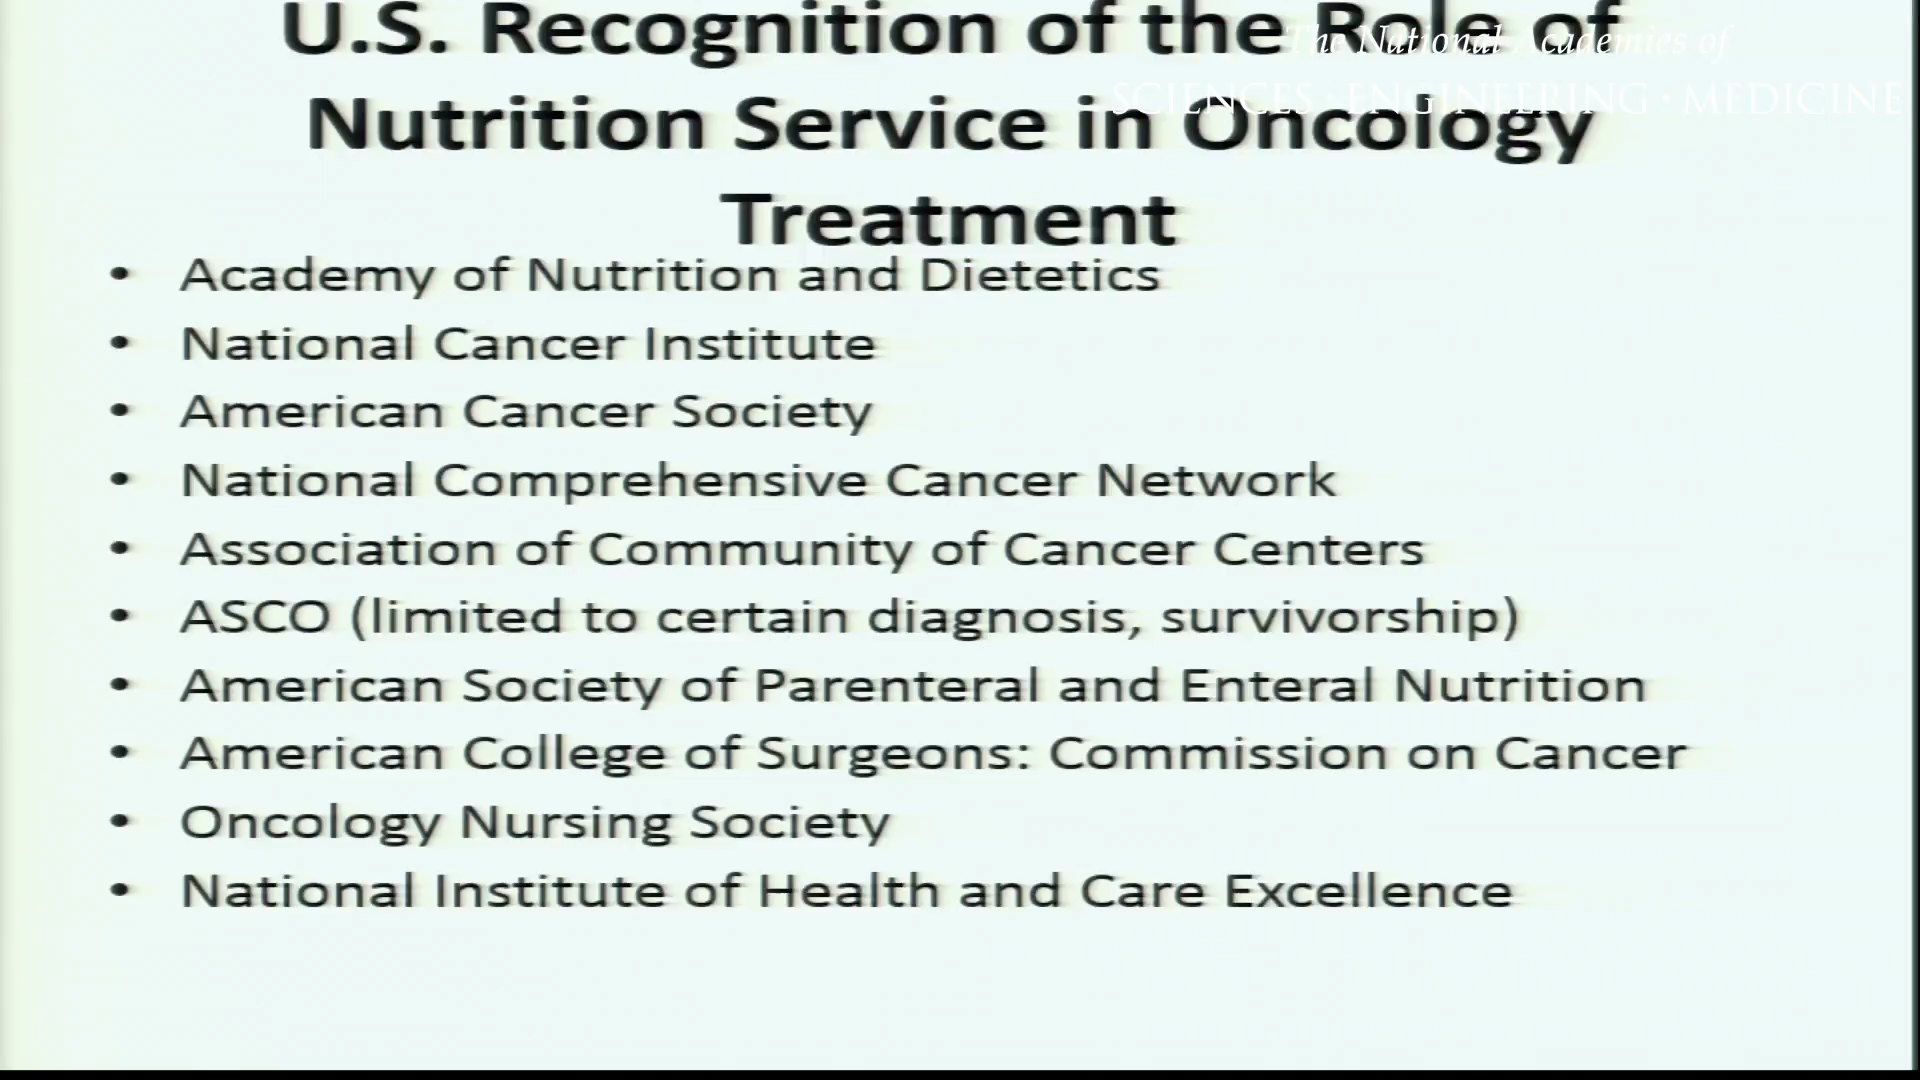 U.S. Recognition of the Role of
Nutrition Service in Oncology
Treatment
The National Academies of
SCIENCES · ENGINEERING · MEDICINE
• Academy of Nutrition and Dietetics
• National Cancer Institute
• American Cancer Society
• National Comprehensive Cancer Network
• Association of Community of Cancer Centers
• ASCO (limited to certain diagnosis, survivorship)
• American Society of Parenteral and Enteral Nutrition
• American College of Surgeons: Commission on Cancer
• Oncology Nursing Society
• National Institute of Health and Care Excellence